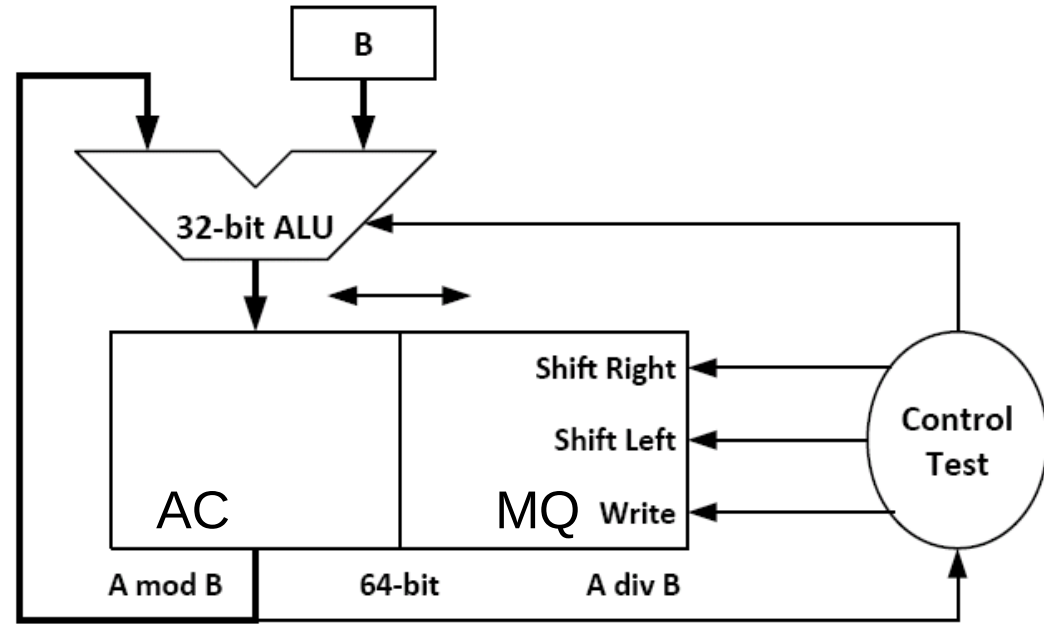 B
32-bit ALU
Shift Right
Shift Left
Control
Test
AC
MQ
Write
A mod B
64-bit
A div B